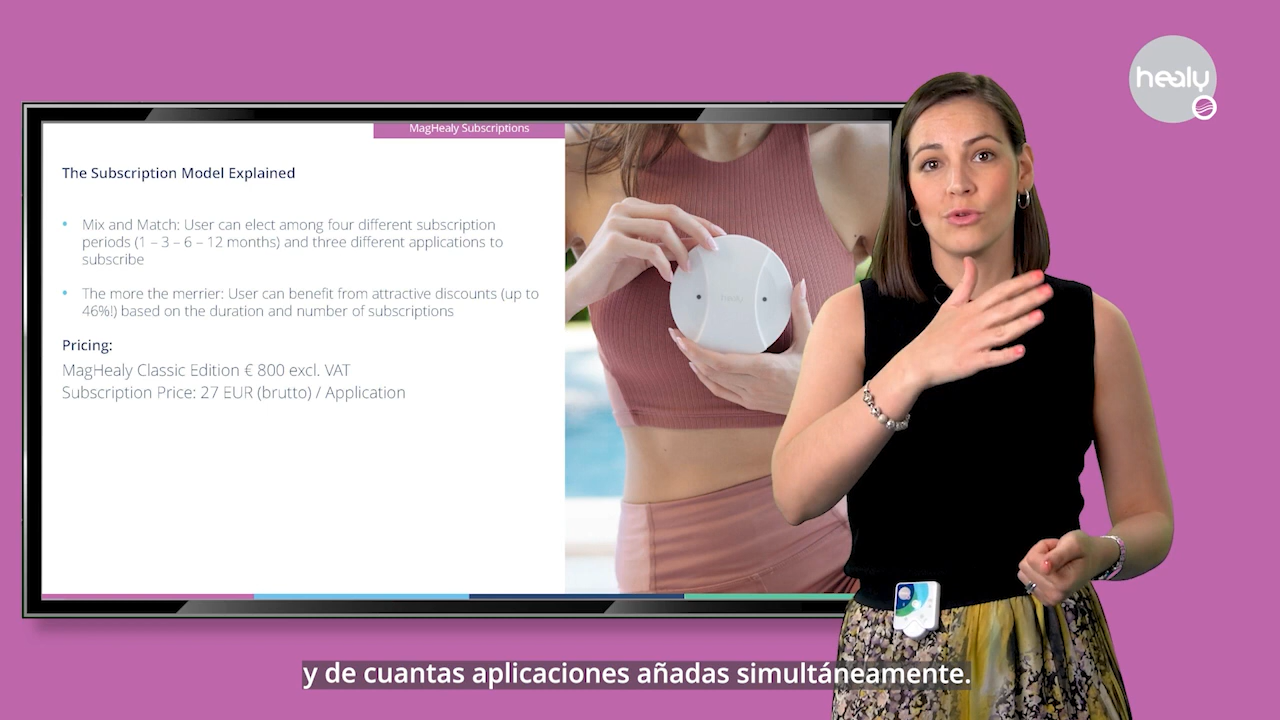 healy
MagHealy Subscriptions
The Subscription Model Explained
• Mix and Match: User can elect among four different subscription
periods (1 – 3 – 6 – 12 months) and three different applications to
subscribe
• The more the merrier: User can benefit from attractive discounts (up to
46%!) based on the duration and number of subscriptions
Pricing:
MagHealy Classic Edition € 800 excl. VAT
Subscription Price: 27 EUR (brutto) / Application
healy
y de cuantas aplicaciones añadas simultáneamente.